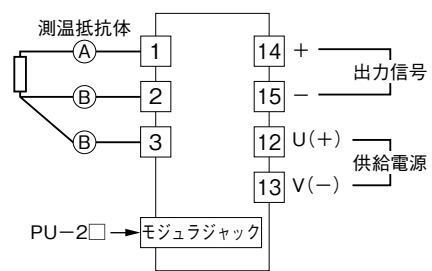 測温抵抗体
A
B
B
1
2
3
14 +
15 −
出力信号
12 U(+)
13 V(−)
供給電源
PU−2□
モジュラジャック